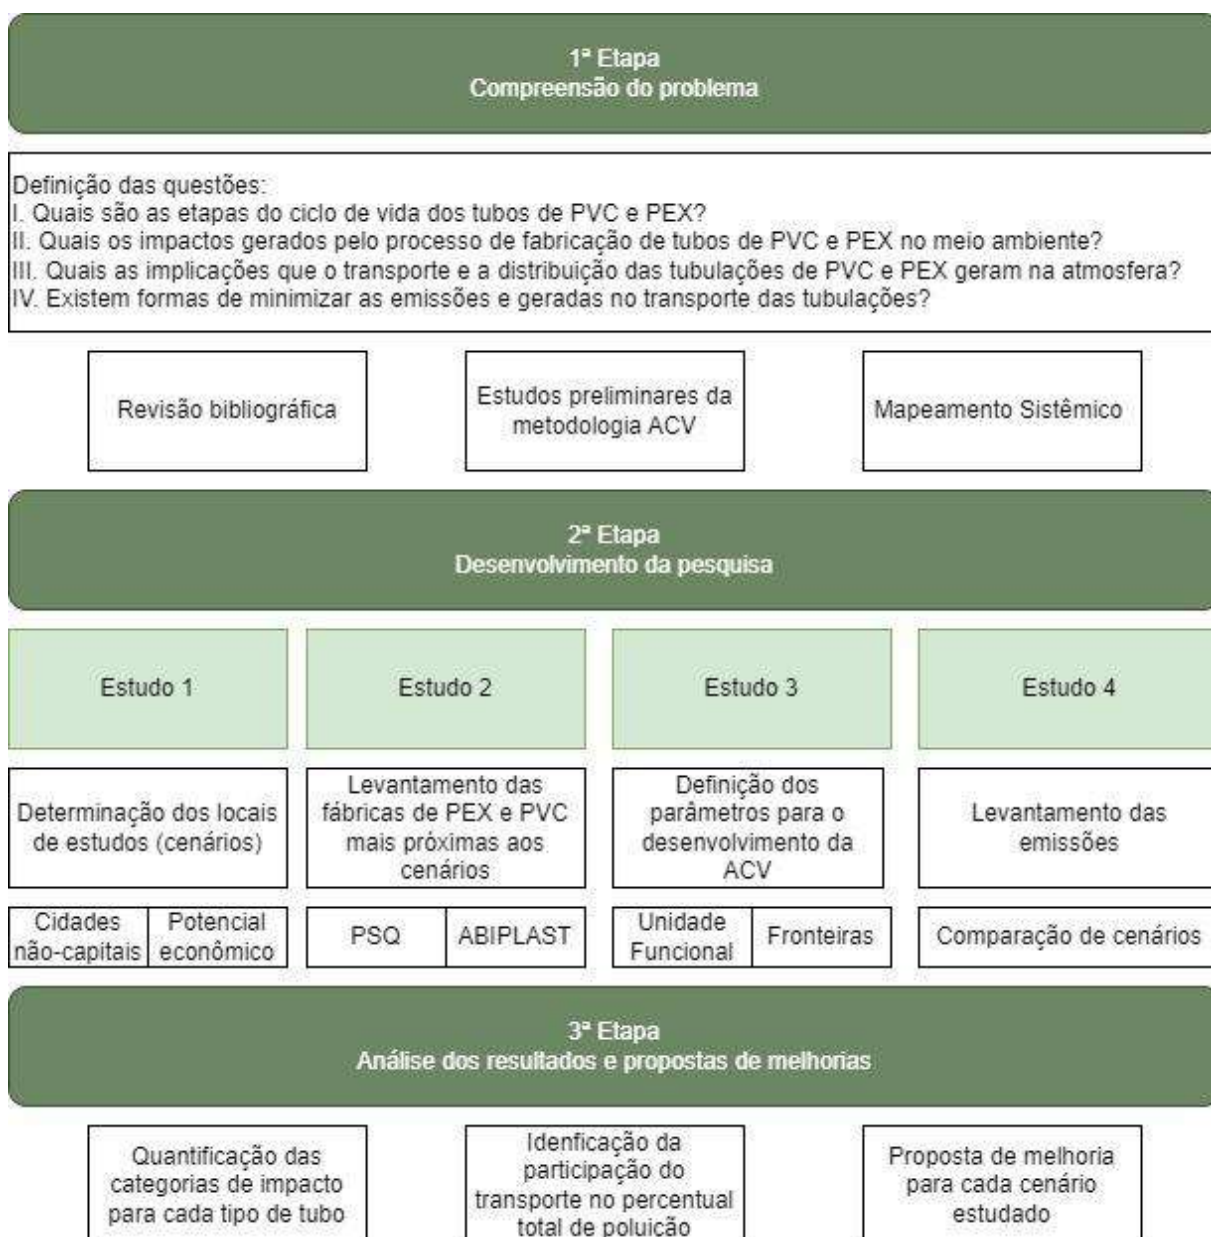 1ª Etapa
Compreensão do problema
Definição das questões:
I. Quais são as etapas do ciclo de vida dos tubos de PVC e PEX?
II. Quais os impactos gerados pelo processo de fabricação de tubos de PVC e PEX no meio ambiente?
III. Quais as implicações que o transporte e a distribuição das tubulações de PVC e PEX geram na atmosfera?
IV. Existem formas de minimizar as emissões e geradas no transporte das tubulações?
Revisão bibliográfica
Estudos preliminares da
metodologia ACV
Mapeamento Sistêmico
2ª Etapa
Desenvolvimento da pesquisa
Estudo 1
Estudo 2
Estudo 3
Estudo 4
Determinação dos locais
de estudos (cenários)
Levantamento das
fábricas de PEX e PVC
mais próximas aos
cenários
Definição dos
parâmetros para o
desenvolvimento da
ACV
Levantamento das
emissões
Cidades
não-capitais
Potencial
econômico
PSQ
ABIPLAST
Unidade
Funcional
Fronteiras
Comparação de cenários
3ª Etapa
Análise dos resultados e propostas de melhorias
Quantificação das
categorias de impacto
para cada tipo de tubo
Idenficação da
participação do
transporte no percentual
total de poluição
Proposta de melhoria
para cada cenário
estudado